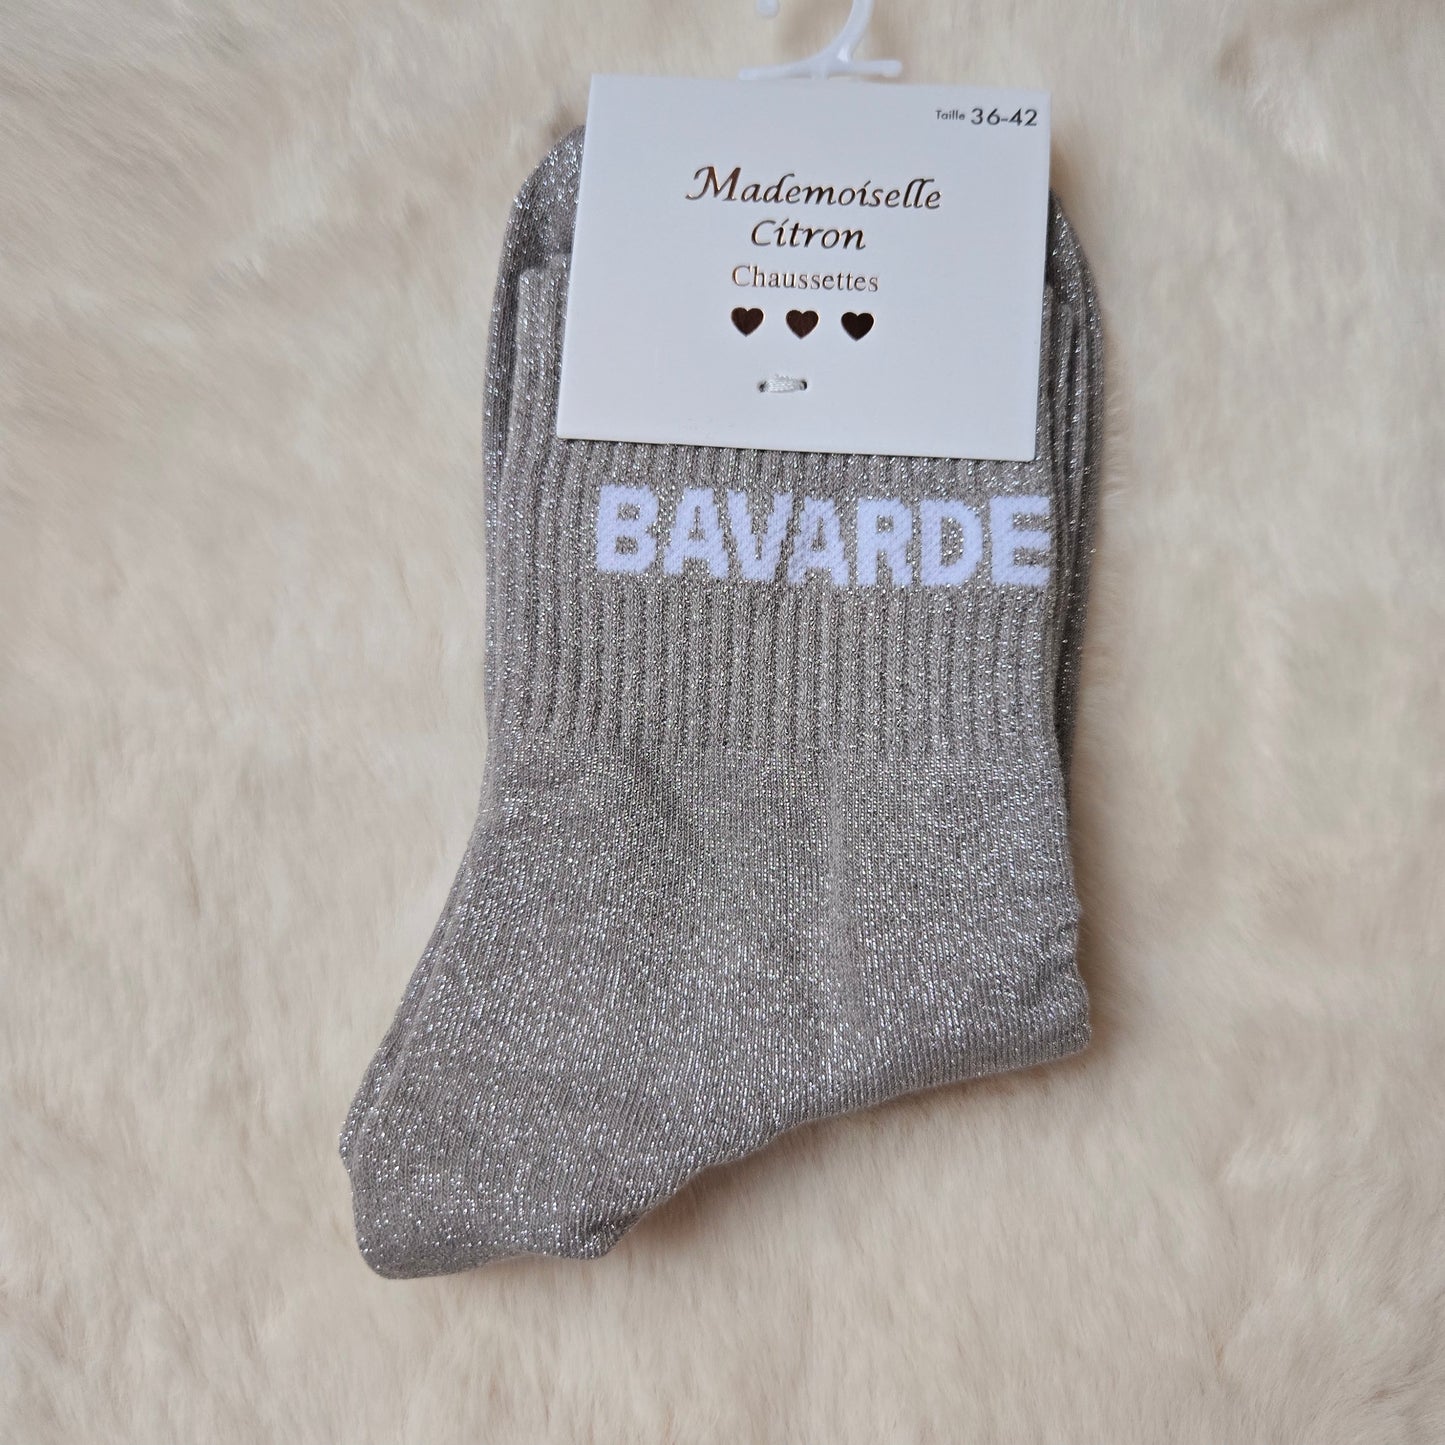 Taille 36-42
Mademoiselle
Citron
Chaussettes
BAVARDE